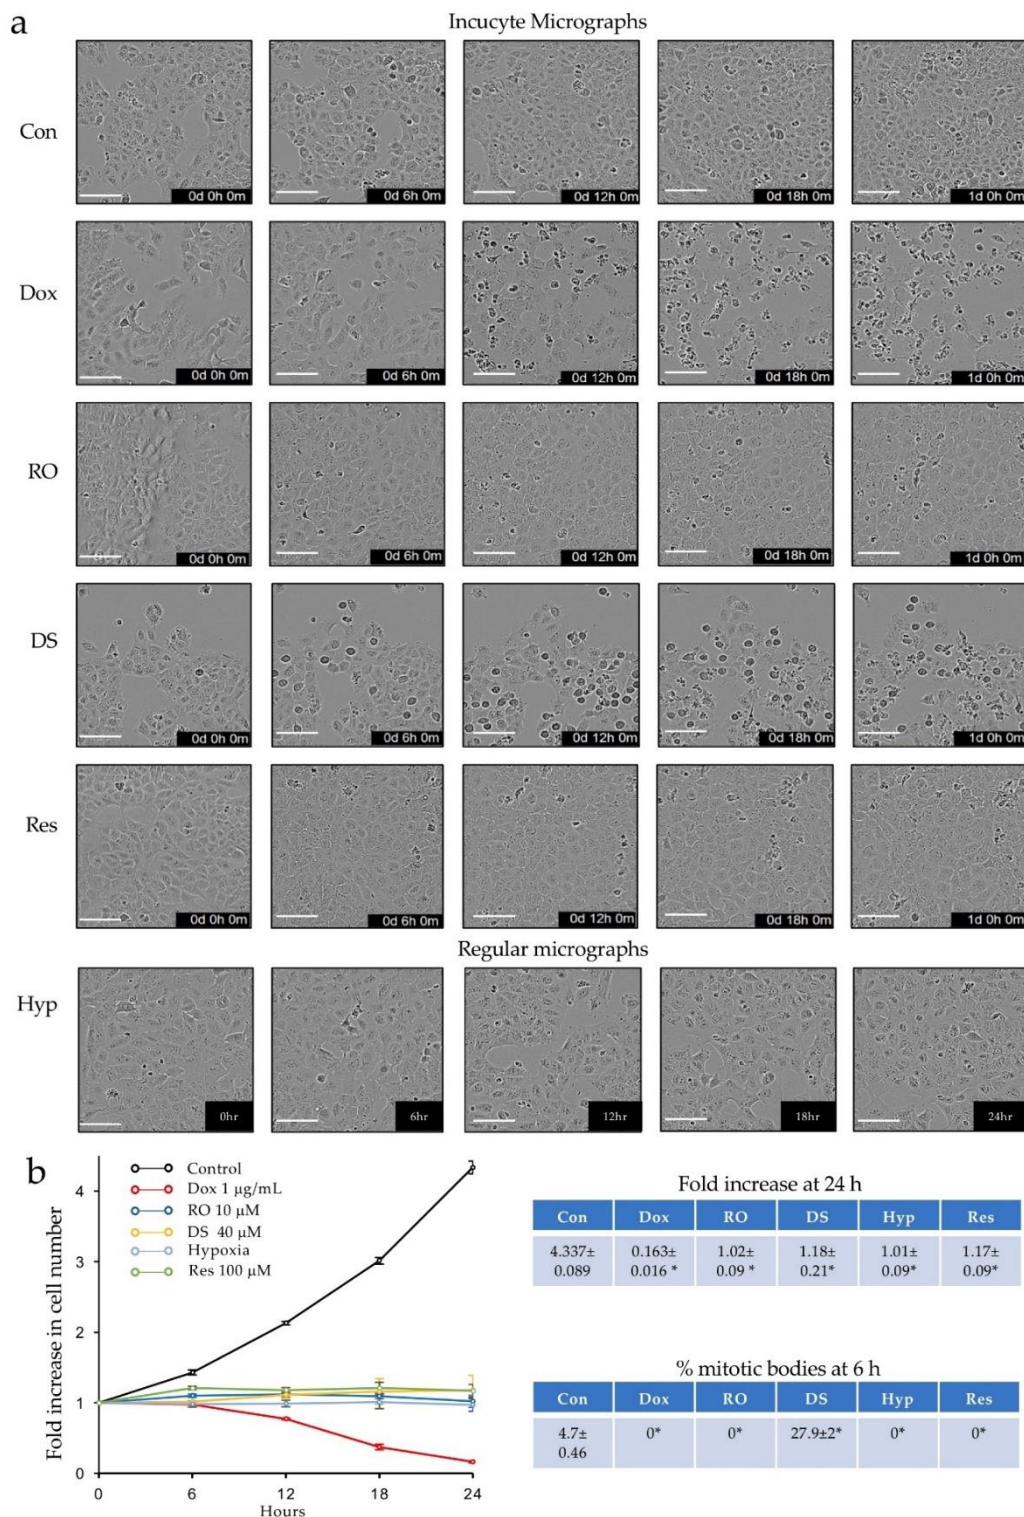 a
Incucyte Micrographs
Con
0d 0h 0m
0d 6h 0m
0d 12h 0m
0d 18h 0m
1d 0h 0m
Dox
0d 0h 0m
0d 6h 0m
0d 12h 0m
0d 18h 0m
1d 0h 0m
RO
0d 0h 0m
0d 6h 0m
0d 12h 0m
0d 18h 0m
1d 0h 0m
DS
0d 0h 0m
0d 6h 0m
0d 12h 0m
0d 18h 0m
1d 0h 0m
Res
0d 0h 0m
0d 6h 0m
0d 12h 0m
0d 18h 0m
1d 0h 0m
Regular micrographs
Hyp
0hr
6hr
12hr
18hr
24hr
b
Fold increase in cell number
4
3
2
1
0
0 6 12 18 24
Hours
Control
Dox 1 µg/mL
RO 10 µM
DS 40 µM
Hypoxia
Res 100 µM
Fold increase at 24 h
Con Dox RO DS Hyp Res
4.337± 0.163± 1.02± 1.18± 1.01± 1.17±
0.089 0.016 * 0.09 * 0.21* 0.09* 0.09*
% mitotic bodies at 6 h
Con Dox RO DS Hyp Res
4.7± 0* 0* 27.9±2* 0* 0*
0.46